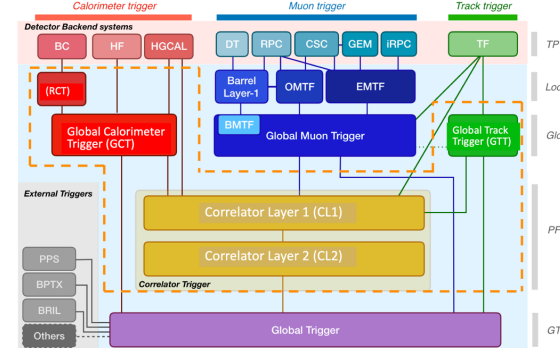 Calorimeter trigger
Muon trigger
Track trigger
Detector Backend systems
BC
HF
HGCAL
DT
RPC
CSC
GEM
iRPC
TF
TP
(RCT)
Barrel
Layer-1
OMTF
EMTF
Loc
Global Calorimeter
Trigger (GCT)
BMTF
Global Muon Trigger
Global Track
Trigger (GTT)
Glo
External Triggers
Correlator Layer 1 (CL1)
Correlator Layer 2 (CL2)
Correlator Trigger
PF
PPS
BPTX
BRIL
Others
Global Trigger
GT